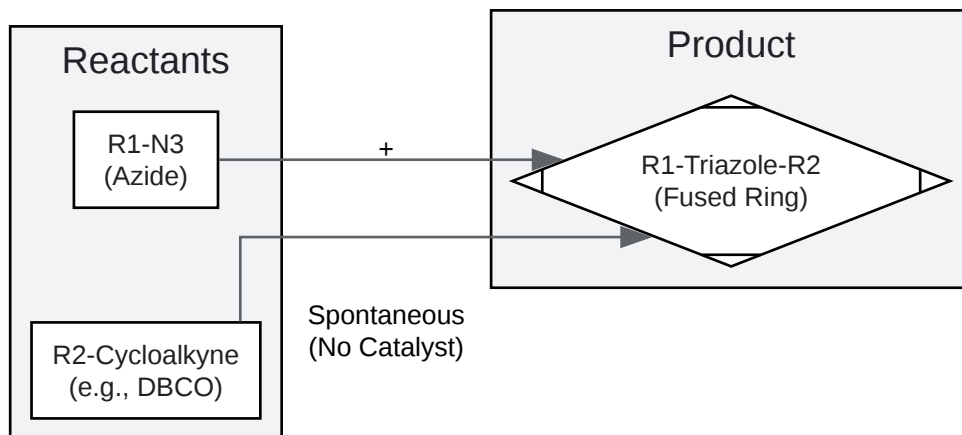 Reactants
R1-N3
(Azide)
R2-Cycloalkyne
(e.g., DBCO)
+
Spontaneous
(No Catalyst)
Product
R1-Triazole-R2
(Fused Ring)